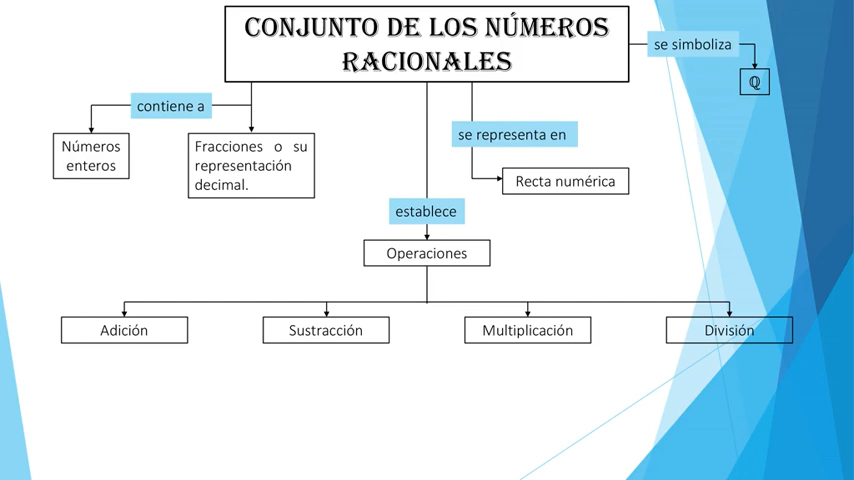 CONJUNTO DE LOS NÚMEROS
RACIONALES
se simboliza
ℚ
contiene a
Números
enteros
Fracciones o su
representación
decimal.
se representa en
Recta numérica
establece
Operaciones
Adición
Sustracción
Multiplicación
División